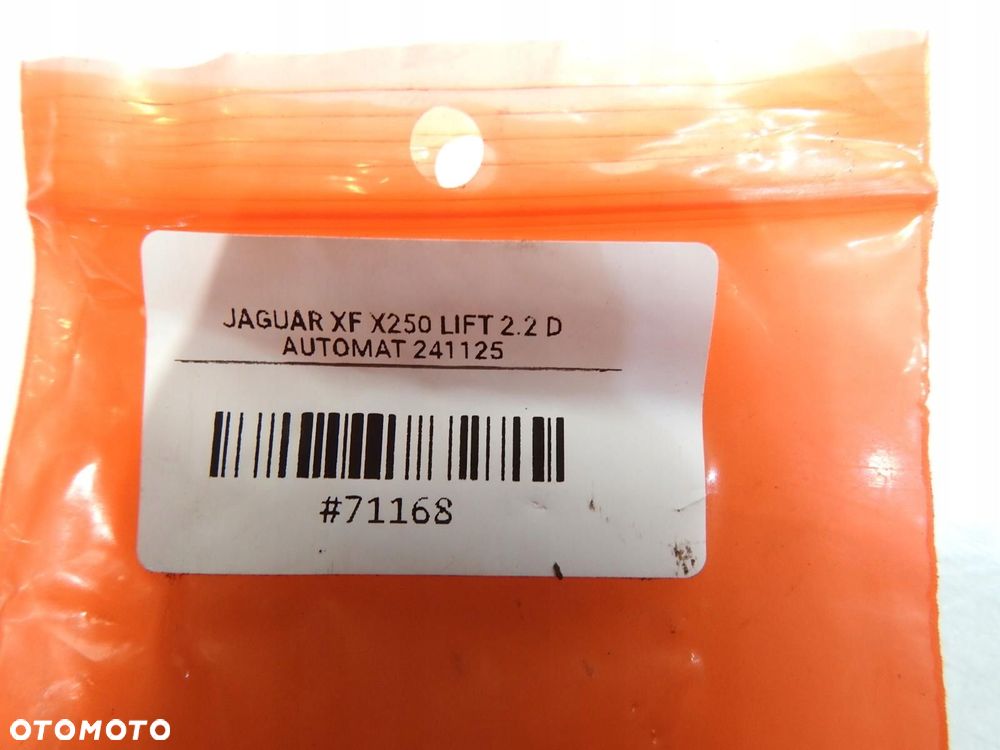 JAGUAR XF X250 LIFT 2.2 D
AUTOMAT 241125
#71168
OTOMOTO